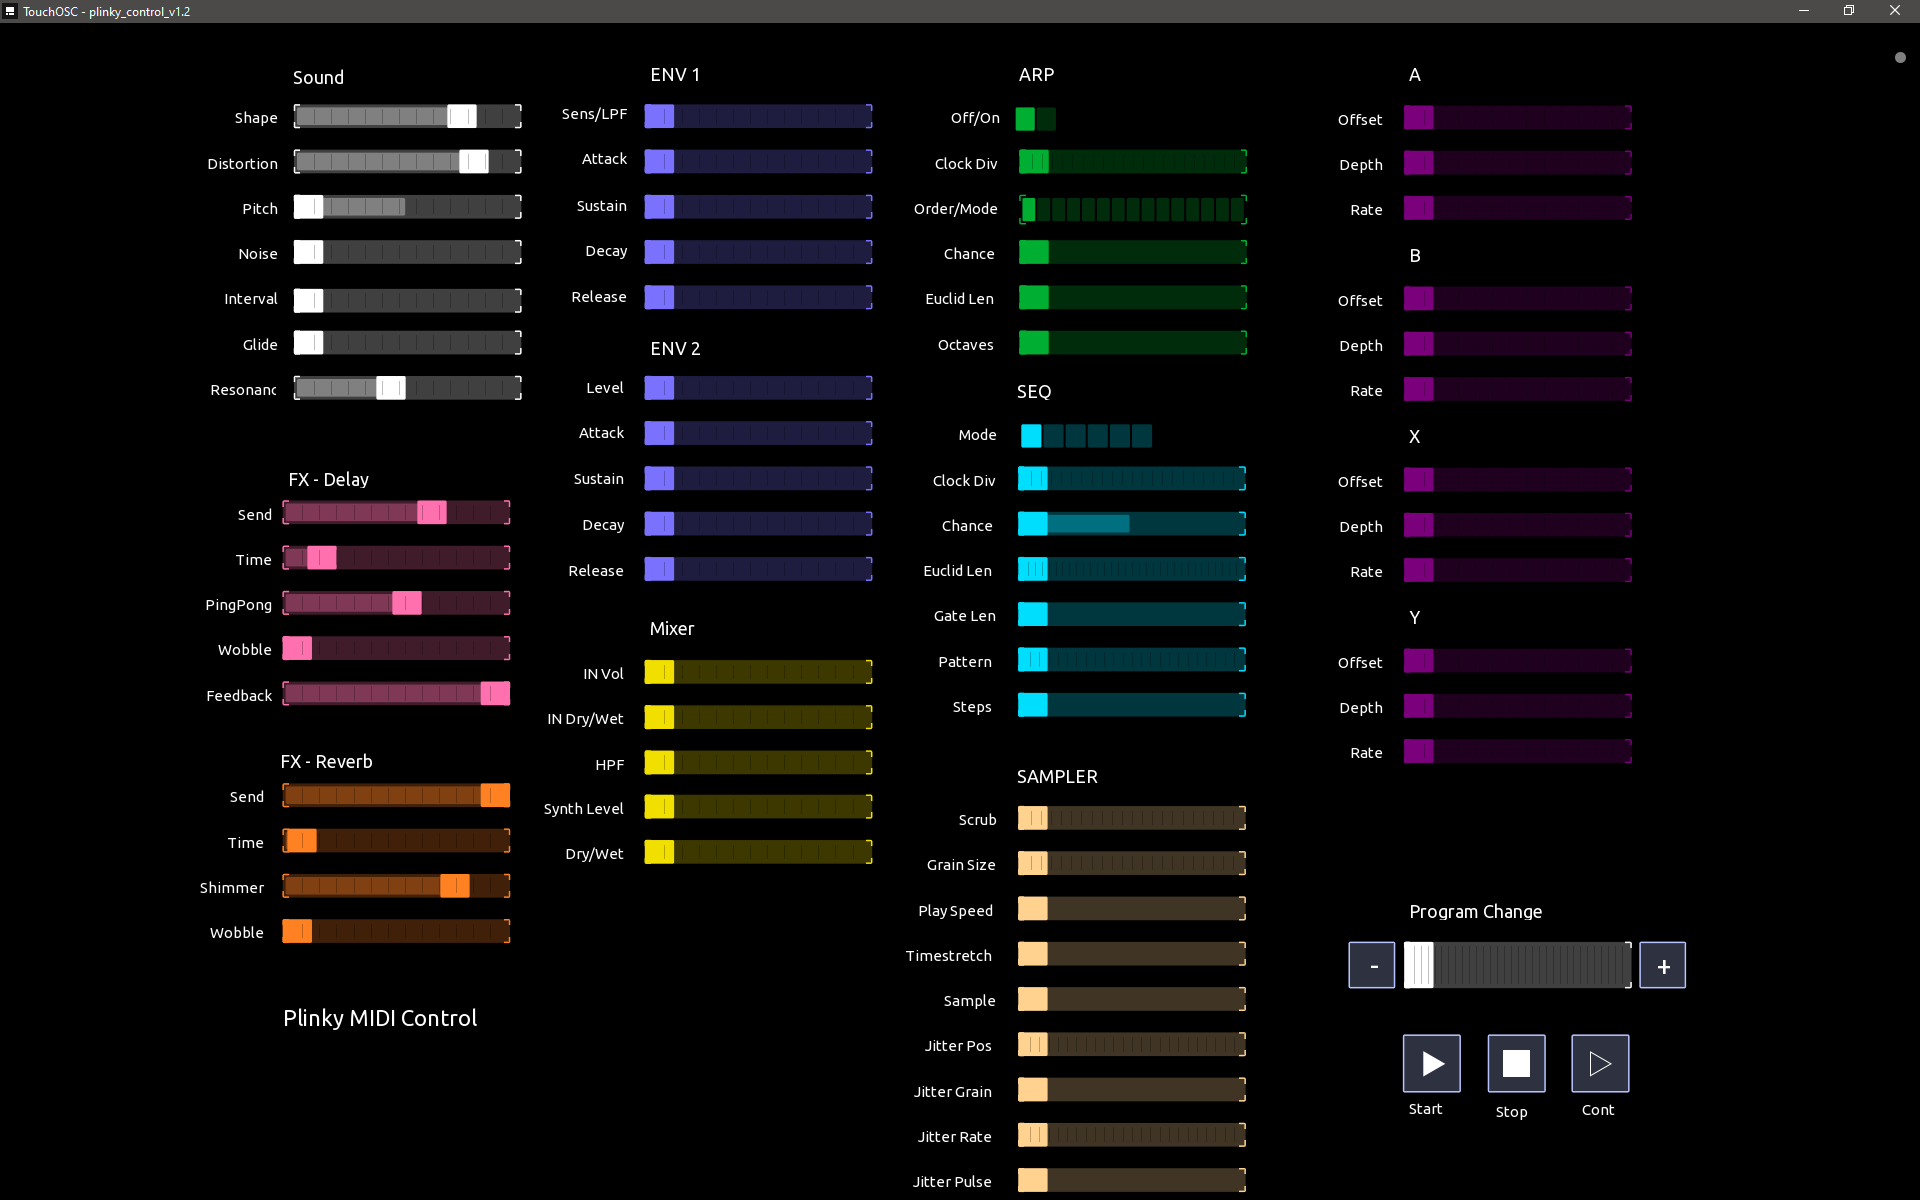 TouchOSC - plinky_control_v1.2
Sound
Shape
Distortion
Pitch
Noise
Interval
Glide
Resonanc
FX - Delay
Send
Time
PingPong
Wobble
Feedback
FX - Reverb
Send
Time
Shimmer
Wobble
Plinky MIDI Control
ENV 1
Sens/LPF
Attack
Sustain
Decay
Release
ENV 2
Level
Attack
Sustain
Decay
Release
Mixer
IN Vol
IN Dry/Wet
HPF
Synth Level
Dry/Wet
ARP
Off/On
Clock Div
Order/Mode
Chance
Euclid Len
Octaves
SEQ
Mode
Clock Div
Chance
Euclid Len
Gate Len
Pattern
Steps
SAMPLER
Scrub
Grain Size
Play Speed
Timestretch
Sample
Jitter Pos
Jitter Grain
Jitter Rate
Jitter Pulse
A
Offset
Depth
Rate
B
Offset
Depth
Rate
X
Offset
Depth
Rate
Y
Offset
Depth
Rate
Program Change
- +
Start Stop Cont